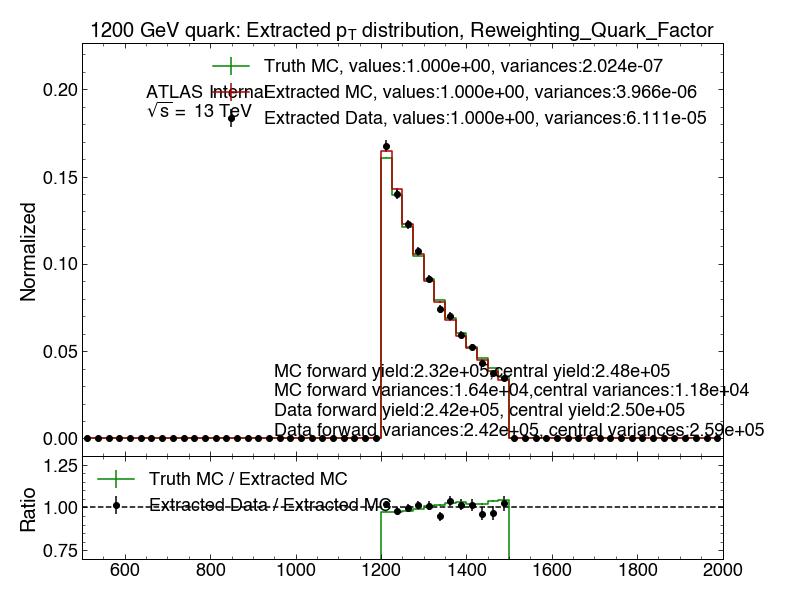 1200 GeV quark: Extracted pT distribution, Reweighting_Quark_Factor
Truth MC, values:1.000e+00, variances:2.024e-07
ATLAS Internal
Extracted MC, values:1.000e+00, variances:3.966e-06
√s = 13 TeV
Extracted Data, values:1.000e+00, variances:6.111e-05
Normalized
0.20
0.15
0.10
0.05
0.00
MC forward yield:2.32e+05,central yield:2.48e+05
MC forward variances:1.64e+04,central variances:1.18e+04
Data forward yield:2.42e+05, central yield:2.50e+05
Data forward variances:2.42e+05, central variances:2.59e+05
Ratio
1.25
1.00
0.75
Truth MC / Extracted MC
Extracted Data / Extracted MC
600 800 1000 1200 1400 1600 1800 2000